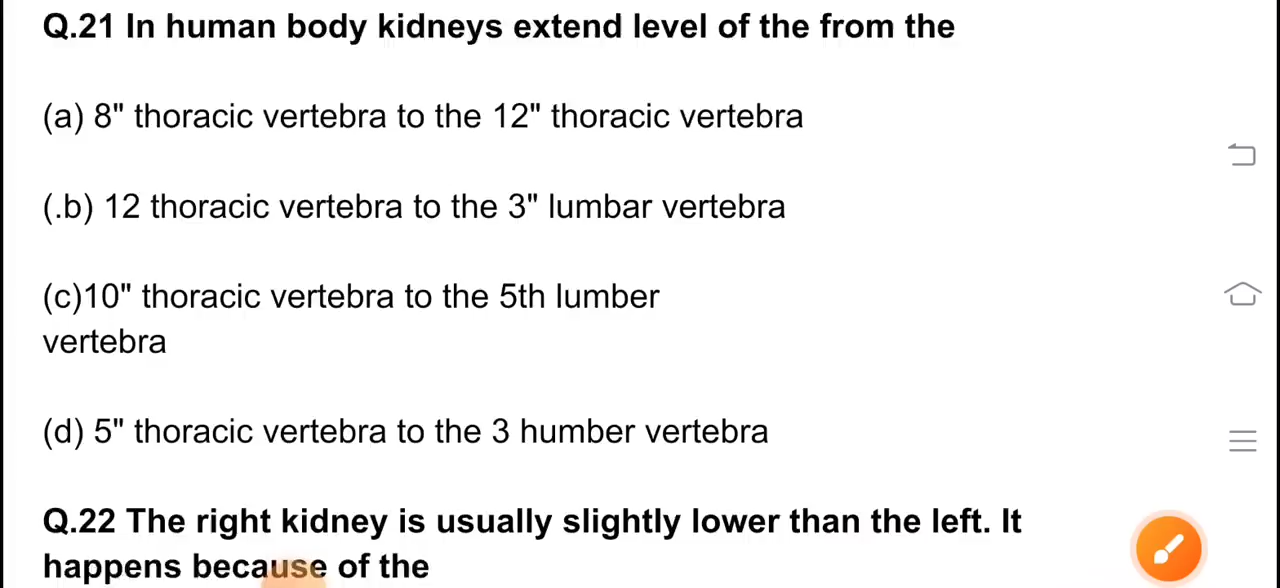 Q.21 In human body kidneys extend level of the from the
(a) 8" thoracic vertebra to the 12" thoracic vertebra
(.b) 12 thoracic vertebra to the 3" lumbar vertebra
(c)10" thoracic vertebra to the 5th lumber
vertebra
(d) 5" thoracic vertebra to the 3 humber vertebra
Q.22 The right kidney is usually slightly lower than the left. It
happens because of the